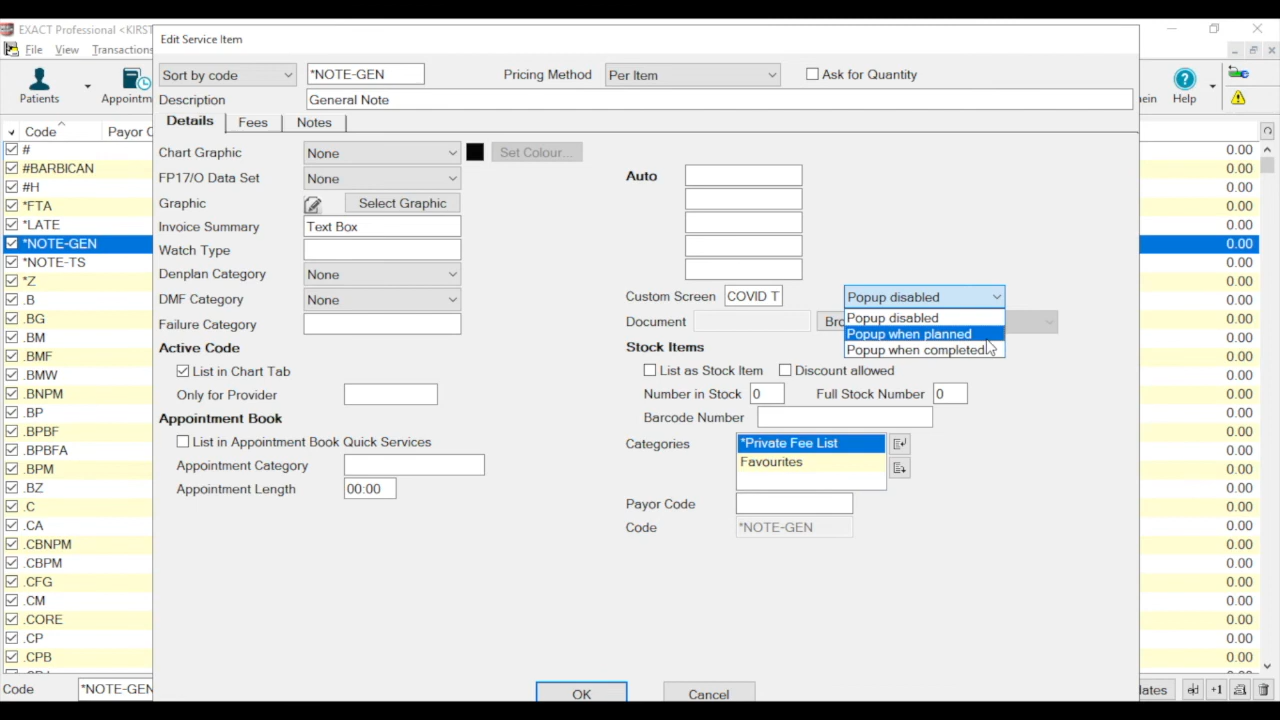 EXACT Professional <KIRST
Edit Service Item
File View Transactions
Sort by code *NOTE-GEN Pricing Method Per Item Ask for Quantity
Patients Appointm Help
Description General Note
Details Fees Notes
Code Payor C
Chart Graphic None Set Colour...
FP17/O Data Set None
Graphic Select Graphic
Invoice Summary Text Box
Watch Type
Denplan Category None
DMF Category None
Failure Category
Active Code
List in Chart Tab
Only for Provider
Appointment Book
List in Appointment Book Quick Services
Appointment Category
Appointment Length 00:00
Auto
Custom Screen COVID T Popup disabled
Popup disabled
Popup when planned
Popup when completed
Document Bro
Stock Items
List as Stock Item Discount allowed
Number in Stock 0 Full Stock Number 0
Barcode Number
Categories *Private Fee List
Favourites
Payor Code
Code *NOTE-GEN
OK Cancel
# 0.00
#BARBICAN 0.00
#H 0.00
*FTA 0.00
*LATE 0.00
*NOTE-GEN 0.00
*NOTE-TS 0.00
*Z 0.00
.B 0.00
.BG 0.00
.BM 0.00
.BMF 0.00
.BMW 0.00
.BNPM 0.00
.BP 0.00
.BPBF 0.00
.BPBFA 0.00
.BPM 0.00
.BZ 0.00
.C 0.00
.CA 0.00
.CBNPM 0.00
.CBPM 0.00
.CFG 0.00
.CM 0.00
.CORE 0.00
.CP 0.00
.CPB 0.00
Code *NOTE-GEN lates +1